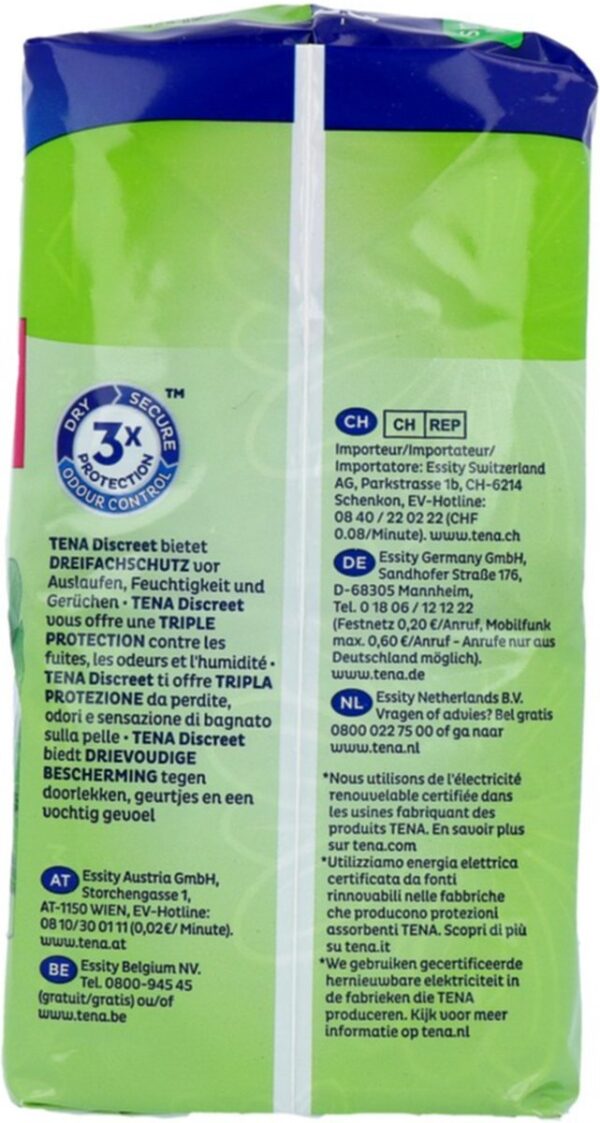 DRY SECURE
3x
PROTECTION
ODOUR CONTROL
TM
TENA Discreet bietet
DREIFACHSCHUTZ vor
Auslaufen, Feuchtigkeit und
Gerüchen • TENA Discreet
vous offre une TRIPLE
PROTECTION contre les
fuites, les odeurs et l'humidité •
TENA Discreet ti offre TRIPLA
PROTEZIONE da perdite,
odori e sensazione di bagnato
sulla pelle • TENA Discreet
biedt DRIEVOUDIGE
BESCHERMING tegen
doorlekken, geurtjes en een
vochtig gevoel
AT Essity Austria GmbH,
Storchengasse 1,
AT-1150 WIEN, EV-Hotline:
08 10/30 01 11 (0,02€/ Minute).
www.tena.at
BE Essity Belgium NV.
Tel. 0800-945 45
(gratuit/gratis) ou/of
www.tena.be
CH CH REP
Importeur/Importateur/
Importatore: Essity Switzerland
AG, Parkstrasse 1b, CH-6214
Schenkon, EV-Hotline:
08 40 / 22 02 22 (CHF
0.08/Minute). www.tena.ch
DE Essity Germany GmbH,
Sandhofer Straße 176,
D-68305 Mannheim,
Tel. 0 18 06 / 12 12 22
(Festnetz 0,20 €/Anruf, Mobilfunk
max. 0,60 €/Anruf - Anrufe nur aus
Deutschland möglich).
www.tena.de
NL Essity Netherlands B.V.
Vragen of advies? Bel gratis
0800 022 75 00 of ga naar
www.tena.nl
*Nous utilisons de l'électricité
renouvelable certifiée dans
les usines fabriquant des
produits TENA. En savoir plus
sur tena.com
*Utilizziamo energia elettrica
certificata da fonti
rinnovabili nelle fabbriche
che producono protezioni
assorbenti TENA. Scopri di più
su tena.it
*We gebruiken gecertificeerde
hernieuwbare elektriciteit in
de fabrieken die TENA
produceren. Kijk voor meer
informatie op tena.nl